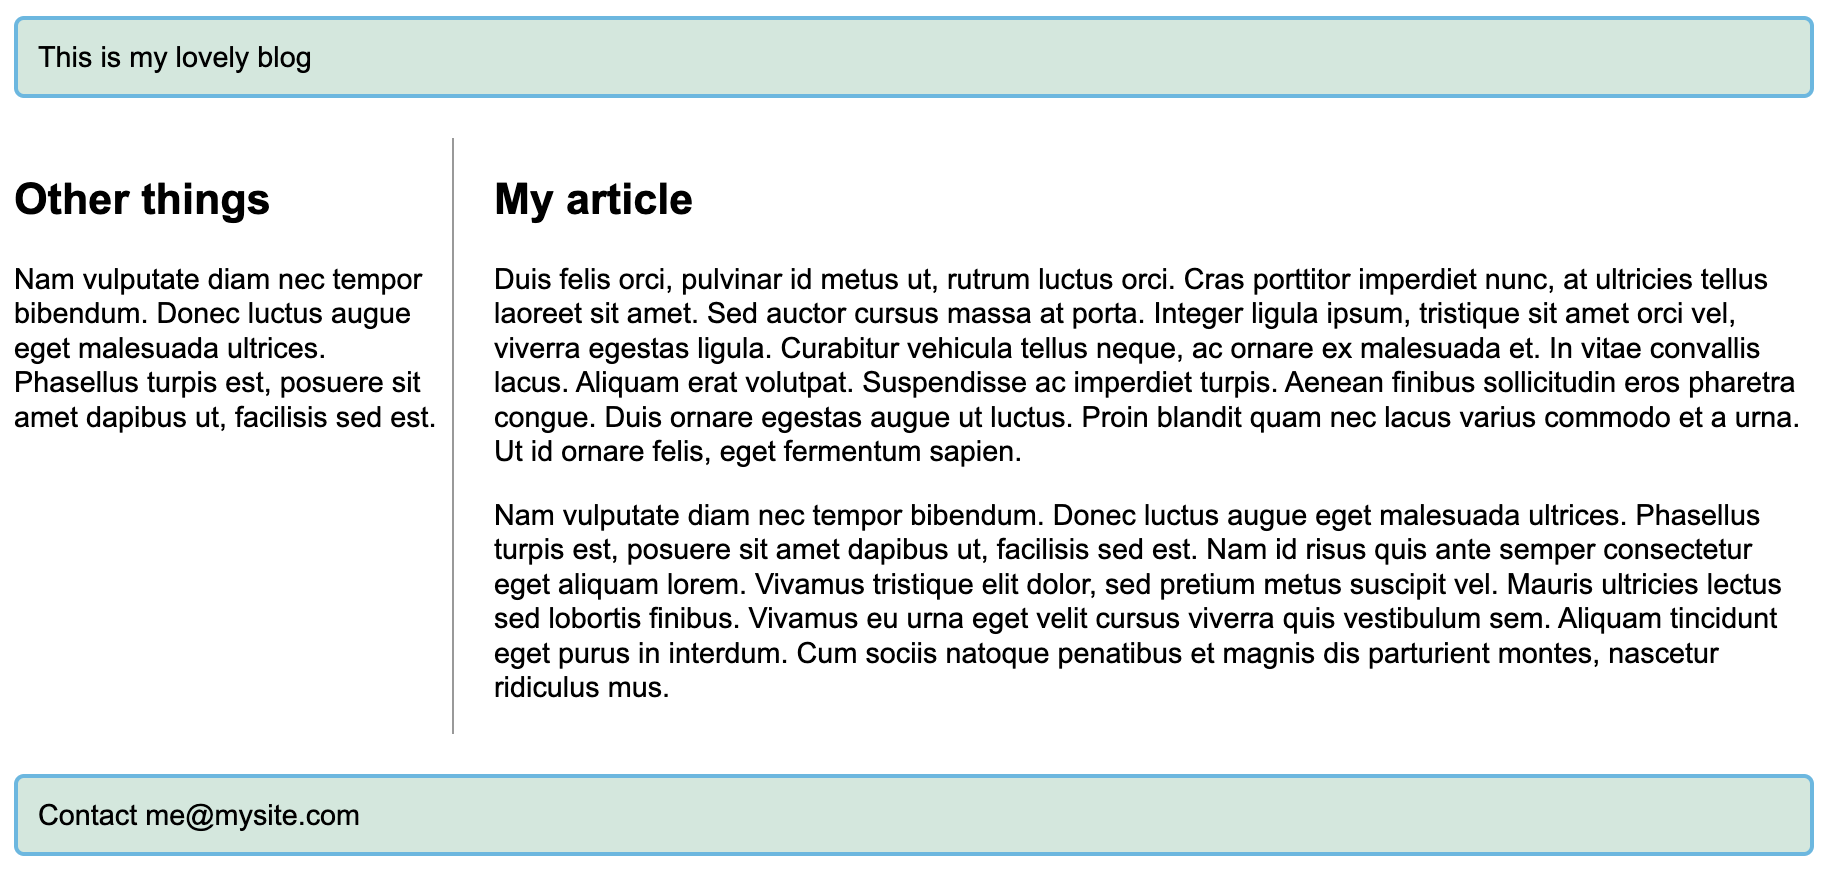 This is my lovely blog
Other things
Nam vulputate diam nec tempor
bibendum. Donec luctus augue
eget malesuada ultrices.
Phasellus turpis est, posuere sit
amet dapibus ut, facilisis sed est.
My article
Duis felis orci, pulvinar id metus ut, rutrum luctus orci. Cras porttitor imperdiet nunc, at ultricies tellus
laoreet sit amet. Sed auctor cursus massa at porta. Integer ligula ipsum, tristique sit amet orci vel,
viverra egestas ligula. Curabitur vehicula tellus neque, ac ornare ex malesuada et. In vitae convallis
lacus. Aliquam erat volutpat. Suspendisse ac imperdiet turpis. Aenean finibus sollicitudin eros pharetra
congue. Duis ornare egestas augue ut luctus. Proin blandit quam nec lacus varius commodo et a urna.
Ut id ornare felis, eget fermentum sapien.
Nam vulputate diam nec tempor bibendum. Donec luctus augue eget malesuada ultrices. Phasellus
turpis est, posuere sit amet dapibus ut, facilisis sed est. Nam id risus quis ante semper consectetur
eget aliquam lorem. Vivamus tristique elit dolor, sed pretium metus suscipit vel. Mauris ultricies lectus
sed lobortis finibus. Vivamus eu urna eget velit cursus viverra quis vestibulum sem. Aliquam tincidunt
eget purus in interdum. Cum sociis natoque penatibus et magnis dis parturient montes, nascetur
ridiculus mus.
Contact me@mysite.com